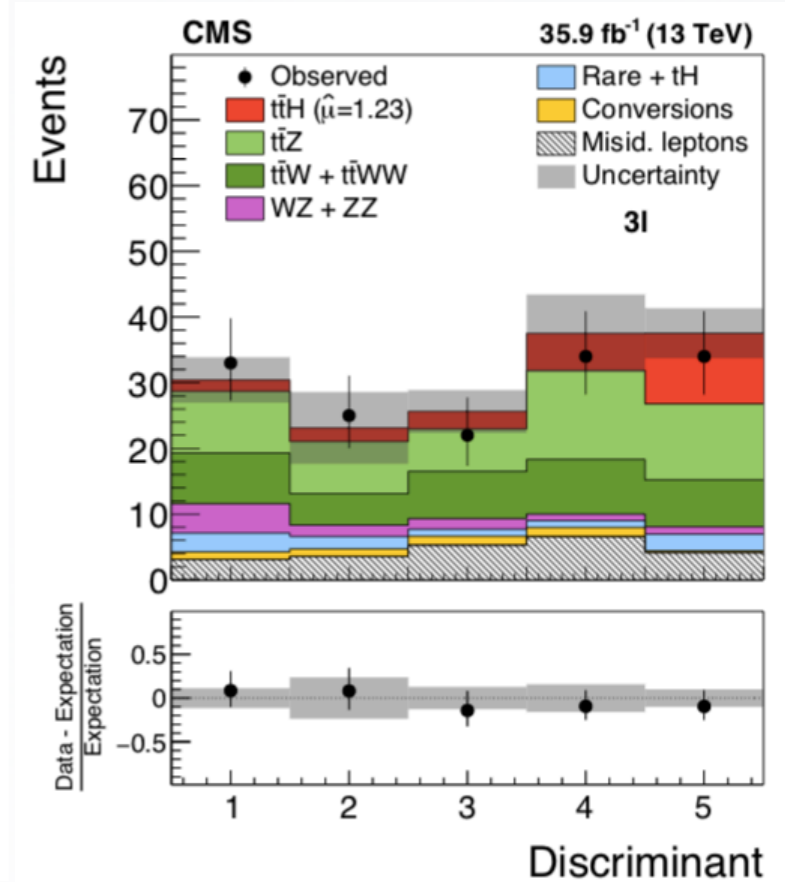 CMS 35.9 fb⁻¹ (13 TeV)
Events
Observed
tt̄H (μ̂=1.23)
tt̄Z
tt̄W + tt̄WW
WZ + ZZ
Rare + tH
Conversions
Misid. leptons
Uncertainty
3l
70
60
50
40
30
20
10
0
Data - Expectation
Expectation
0.5
0
−0.5
1 2 3 4 5
Discriminant